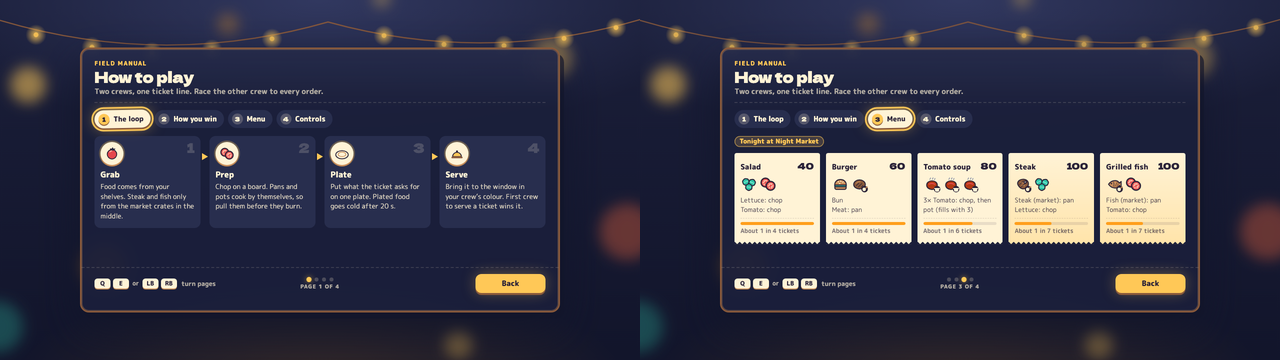 FIELD MANUAL
How to play
Two crews, one ticket line. Race the other crew to every order.
1 The loop
2 How you win
3 Menu
4 Controls
1
Grab
Food comes from your
shelves. Steak and fish only
from the market crates in the
middle.
2
Prep
Chop on a board. Pans and
pots cook by themselves, so
pull them before they burn.
3
Plate
Put what the ticket asks for
on one plate. Plated food
goes cold after 20 s.
4
Serve
Bring it to the window in
your crew's colour. First crew
to serve a ticket wins it.
Q E or LB RB turn pages
PAGE 1 OF 4
Back
FIELD MANUAL
How to play
Two crews, one ticket line. Race the other crew to every order.
1 The loop
2 How you win
3 Menu
4 Controls
Tonight at Night Market
Salad 40
Lettuce: chop
Tomato: chop
About 1 in 4 tickets
Burger 60
Bun
Meat: pan
About 1 in 4 tickets
Tomato soup 80
3× Tomato: chop, then
pot (fills with 3)
About 1 in 6 tickets
Steak 100
Steak (market): pan
Lettuce: chop
About 1 in 7 tickets
Grilled fish 100
Fish (market): pan
Tomato: chop
About 1 in 7 tickets
Q E or LB RB turn pages
PAGE 3 OF 4
Back